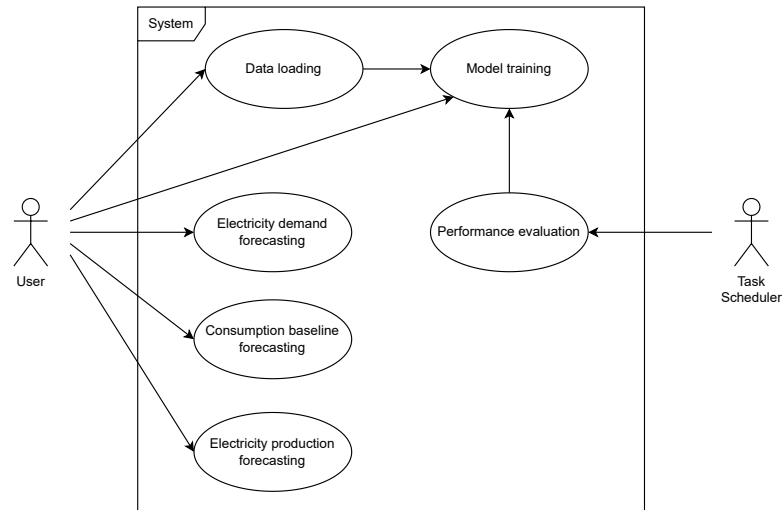 System
Data loading
Model training
Electricity demand
forecasting
Performance evaluation
User
Task
Scheduler
Consumption baseline
forecasting
Electricity production
forecasting